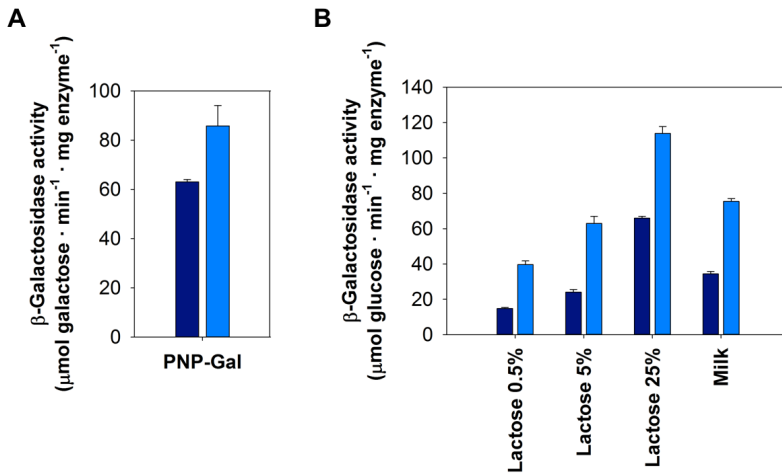 A
β-Galactosidase activity
(μmol galactose · min⁻¹ · mg enzyme⁻¹)
100
80
60
40
20
0
PNP-Gal
B
β-Galactosidase activity
(μmol glucose · min⁻¹ · mg enzyme⁻¹)
140
120
100
80
60
40
20
0
Lactose 0.5%
Lactose 5%
Lactose 25%
Milk